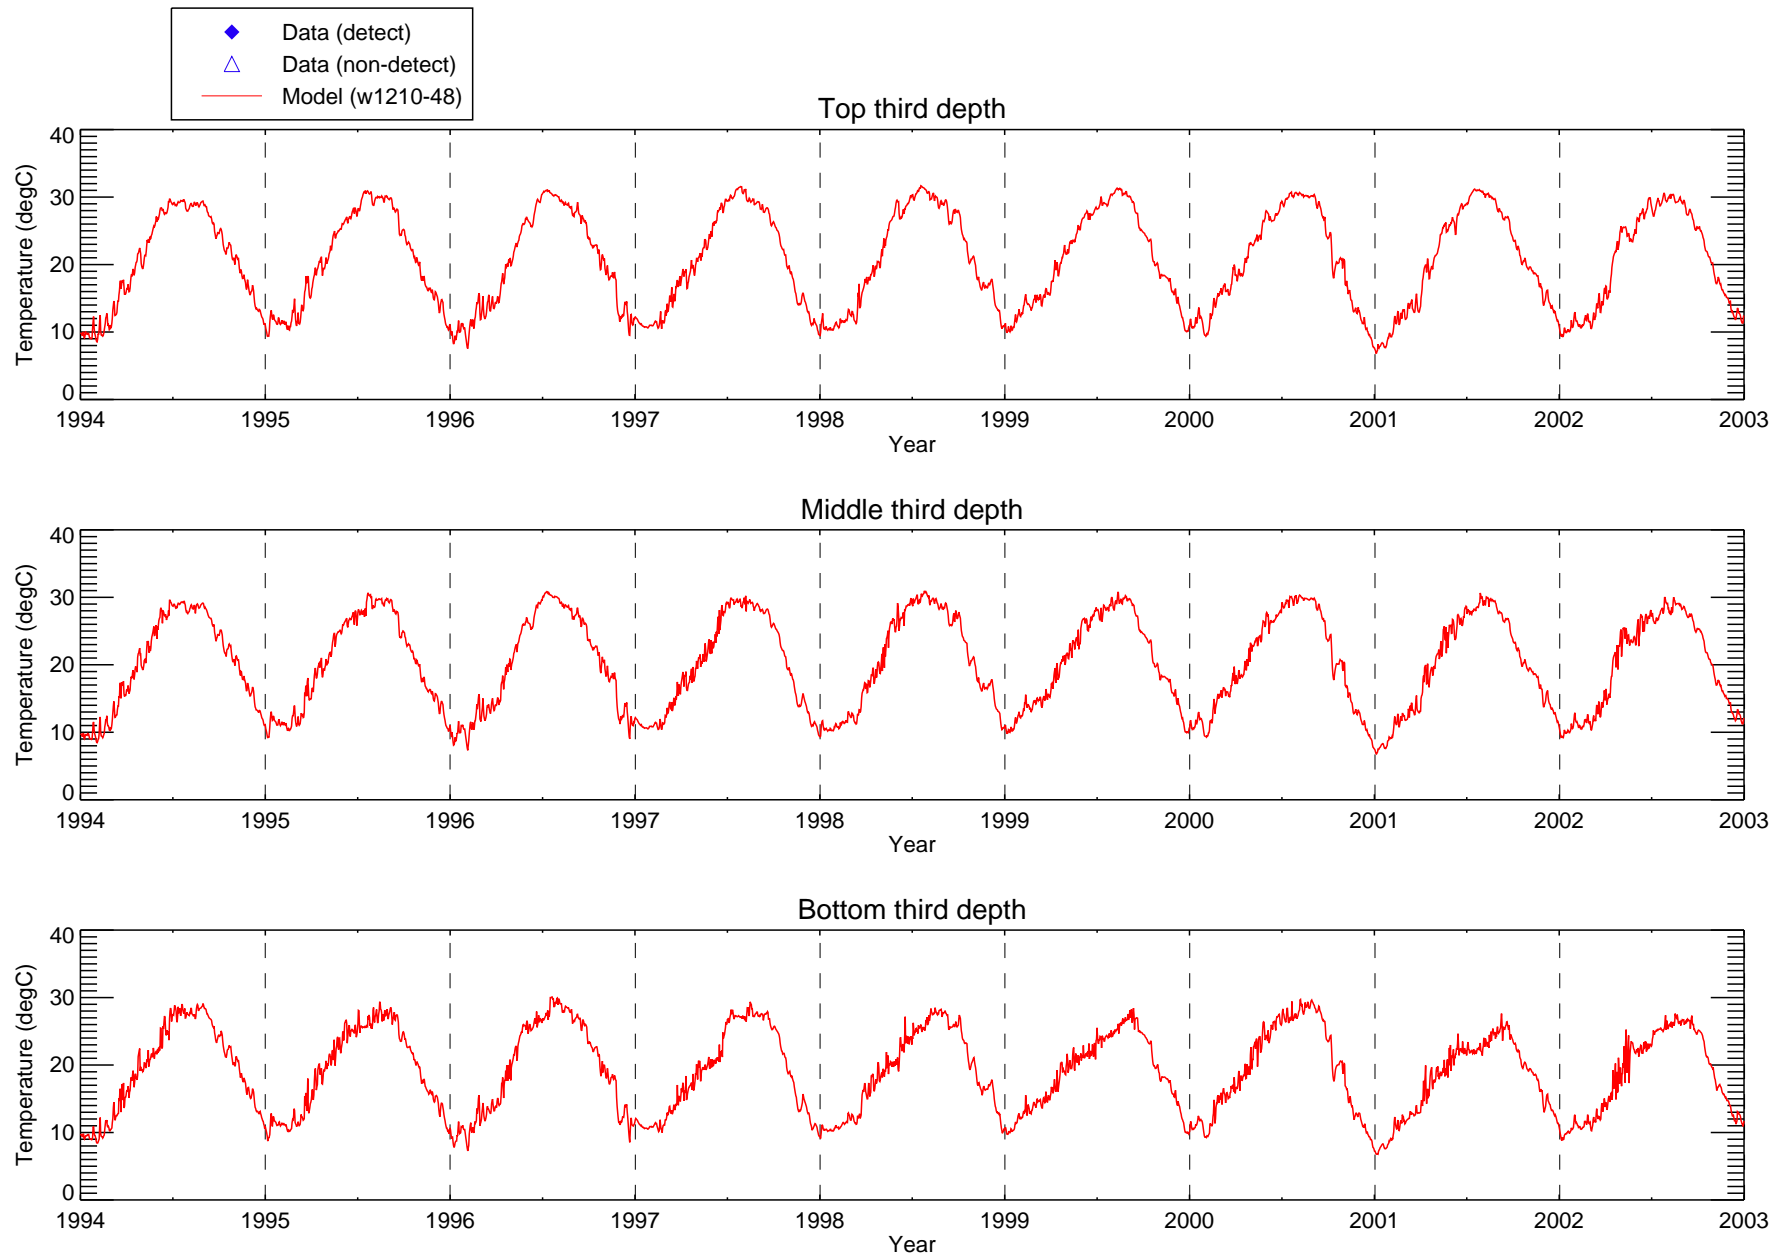 Data (detect)
Data (non-detect)
Model (w1210-48)
Top third depth
Temperature (degC)
40
30
20
10
0
1994 1995 1996 1997 1998 1999 2000 2001 2002 2003
Year
Middle third depth
Temperature (degC)
40
30
20
10
0
1994 1995 1996 1997 1998 1999 2000 2001 2002 2003
Year
Bottom third depth
Temperature (degC)
40
30
20
10
0
1994 1995 1996 1997 1998 1999 2000 2001 2002 2003
Year